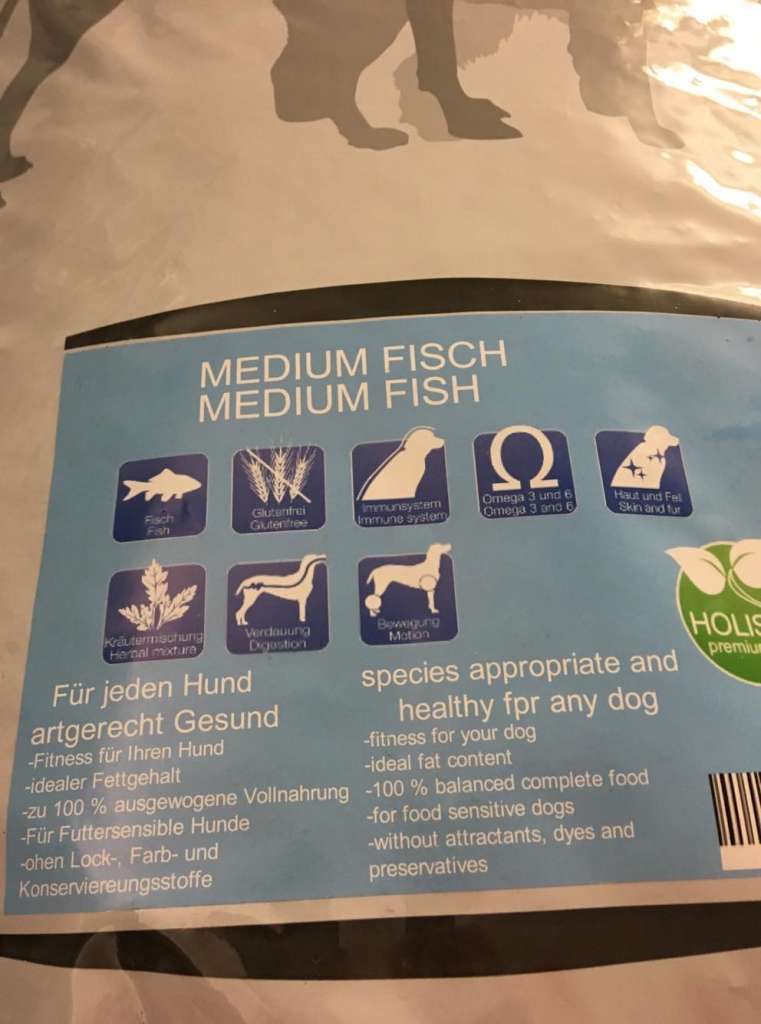 MEDIUM FISCH
MEDIUM FISH
Fisch
Fish
Glutenfrei
Glutenfree
Immunsystem
Immune system
Omega 3 und 6
Omega 3 and 6
Haut und Fell
Skin and fur
Kräutermischung
Herbal mixture
Verdauung
Digestion
Bewegung
Motion
HOLIS
premium
Für jeden Hund
artgerecht Gesund
-Fitness für Ihren Hund
-idealer Fettgehalt
-zu 100 % ausgewogene Vollnahrung
-Für Futtersensible Hunde
-ohen Lock-, Farb- und
Konserviereungsstoffe
species appropriate and
healthy fpr any dog
-fitness for your dog
-ideal fat content
-100 % balanced complete food
-for food sensitive dogs
-without attractants, dyes and
preservatives